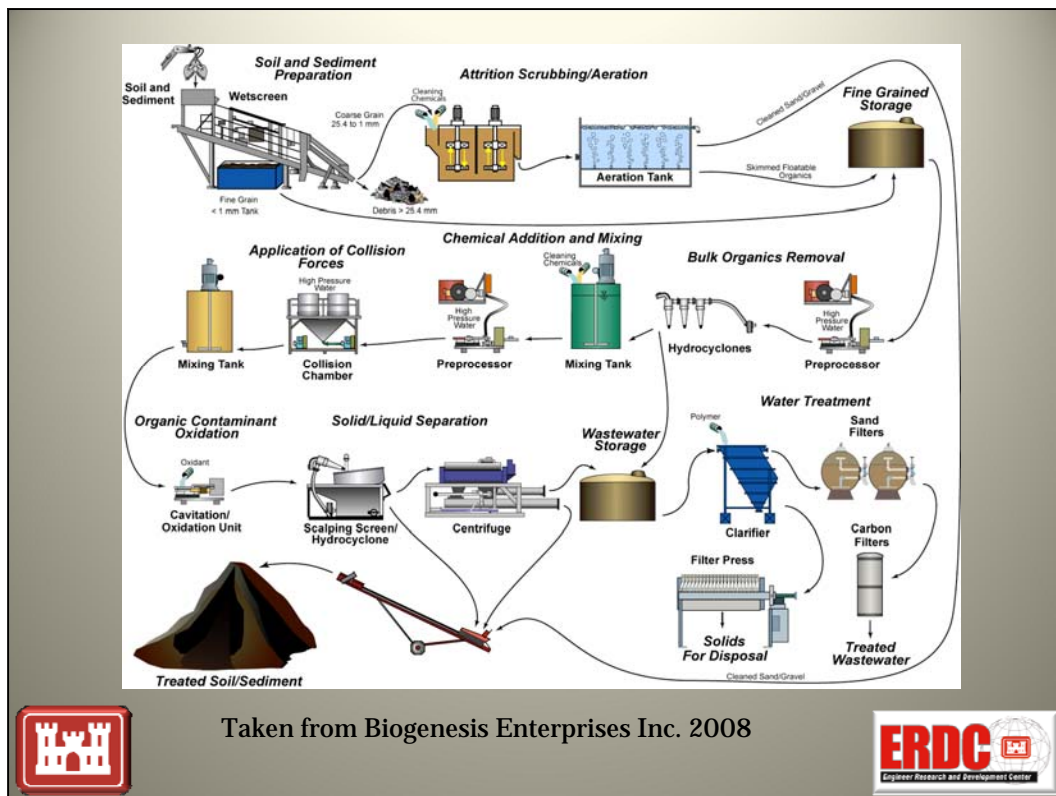 Soil and Sediment
Preparation
Soil and
Sediment
Wetscreen
Coarse Grain
25.4 to 1 mm
Fine Grain
< 1 mm Tank
Debris > 25.4 mm
Attrition Scrubbing/Aeration
Cleaning
Chemicals
Aeration Tank
Cleaned Sand/Gravel
Skimmed Floatable
Organics
Fine Grained
Storage
Application of Collision
Forces
High Pressure
Water
Mixing Tank
Collision
Chamber
Chemical Addition and Mixing
Cleaning
Chemicals
High
Pressure
Water
Preprocessor
Mixing Tank
Bulk Organics Removal
Hydrocyclones
High
Pressure
Water
Preprocessor
Organic Contaminant
Oxidation
Oxidant
Cavitation/
Oxidation Unit
Solid/Liquid Separation
Scalping Screen/
Hydrocyclone
Centrifuge
Wastewater
Storage
Water Treatment
Polymer
Clarifier
Sand
Filters
Carbon
Filters
Filter Press
Solids
For Disposal
Treated
Wastewater
Treated Soil/Sediment
Cleaned Sand/Gravel
Taken from Biogenesis Enterprises Inc. 2008
ERDC
Engineer Research and Development Center